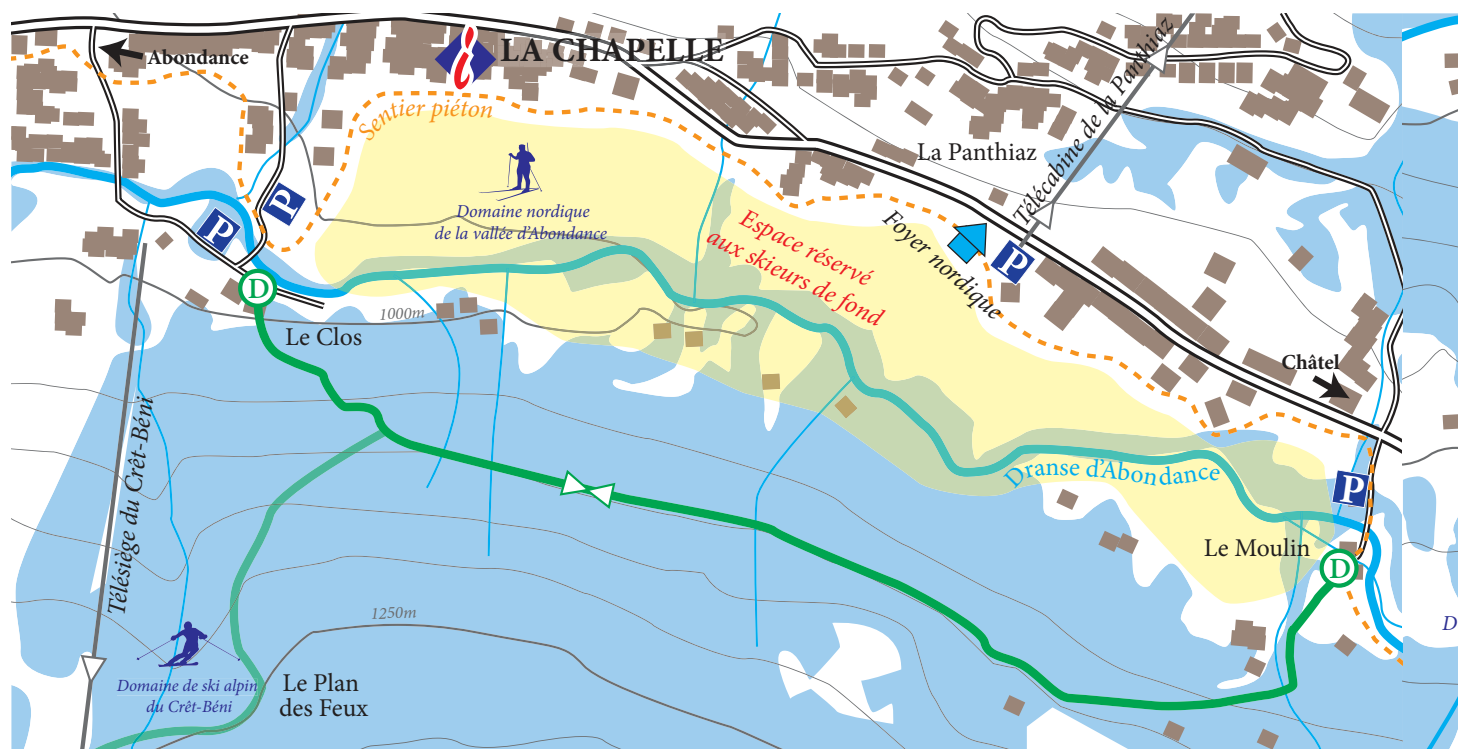 LA CHAPELLE
Abondance
Sentier piéton
Télécabine de la Panthiaz
La Panthiaz
P
P
Domaine nordique
de la vallée d'Abondance
Espace réservé
aux skieurs de fond
Foyer nordique
P
D
1000m
Le Clos
Châtel
Télésiège du Crêt-Béni
Dranse d'Abondance
P
Le Moulin
D
1250m
D
Domaine de ski alpin
du Crêt-Béni
Le Plan
des Feux